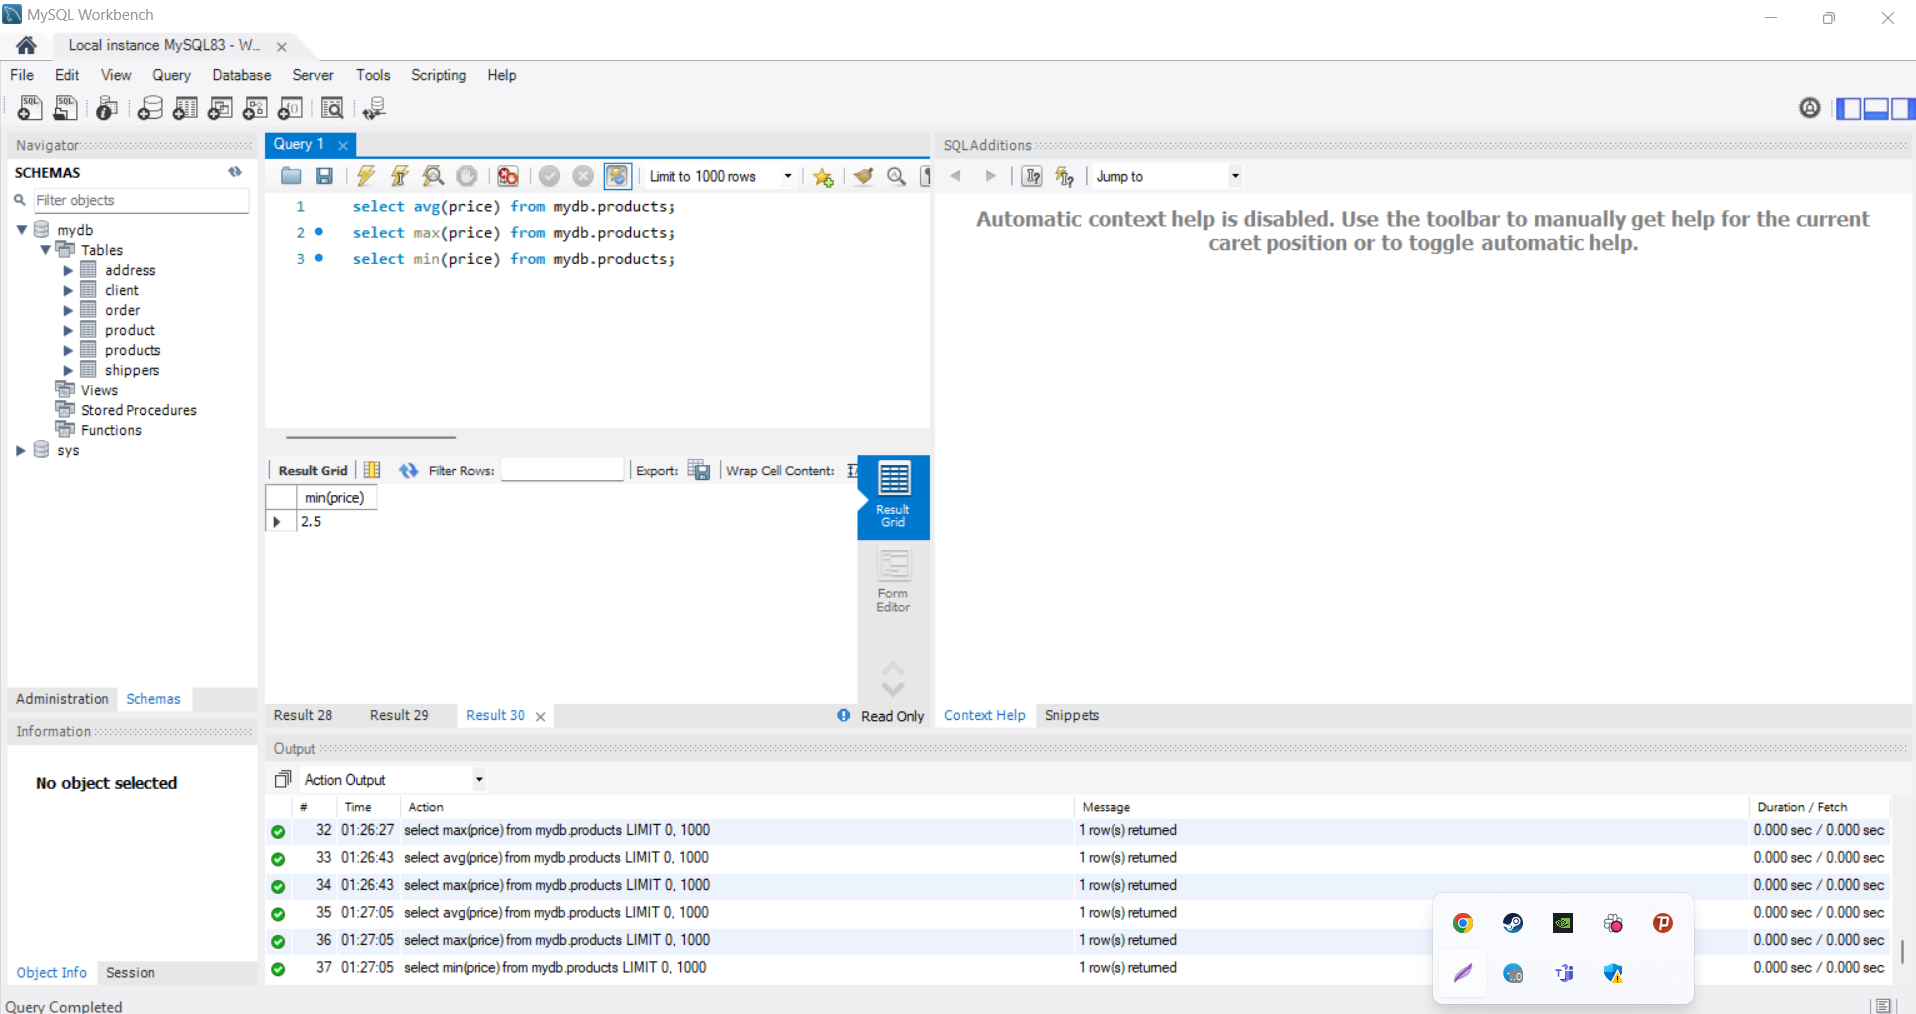 MySQL Workbench
Local instance MySQL83 - W...
File Edit View Query Database Server Tools Scripting Help
SQL SQL
Navigator
SCHEMAS
Filter objects
mydb
Tables
address
client
order
product
products
shippers
Views
Stored Procedures
Functions
sys
Administration Schemas
Information
No object selected
Object Info Session
Query Completed
Query 1
Limit to 1000 rows
1 select avg(price) from mydb.products;
2 select max(price) from mydb.products;
3 select min(price) from mydb.products;
Result Grid Filter Rows: Export: Wrap Cell Content:
min(price)
2.5
Result Grid
Form Editor
Result 28 Result 29 Result 30 Read Only
SQLAdditions
Jump to
Automatic context help is disabled. Use the toolbar to manually get help for the current
caret position or to toggle automatic help.
Context Help Snippets
Output
Action Output
# Time Action Message Duration / Fetch
32 01:26:27 select max(price) from mydb.products LIMIT 0, 1000 1 row(s) returned 0.000 sec / 0.000 sec
33 01:26:43 select avg(price) from mydb.products LIMIT 0, 1000 1 row(s) returned 0.000 sec / 0.000 sec
34 01:26:43 select max(price) from mydb.products LIMIT 0, 1000 1 row(s) returned 0.000 sec / 0.000 sec
35 01:27:05 select avg(price) from mydb.products LIMIT 0, 1000 1 row(s) returned 0.000 sec / 0.000 sec
36 01:27:05 select max(price) from mydb.products LIMIT 0, 1000 1 row(s) returned 0.000 sec / 0.000 sec
37 01:27:05 select min(price) from mydb.products LIMIT 0, 1000 1 row(s) returned 0.000 sec / 0.000 sec